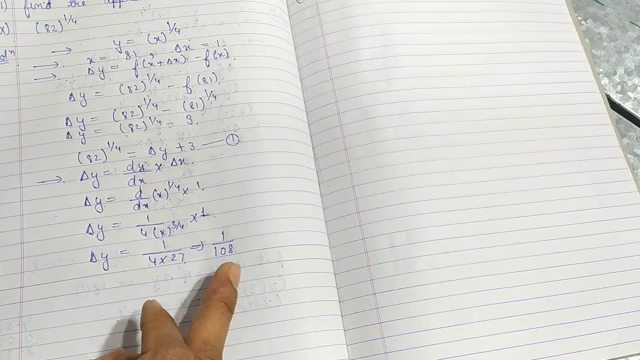 1) find the app
x) (82)^1/4
→ y = (x)^1/4
→ x = 81, Δx = 1
→ Δy = f(x+Δx) - f(x).
Δy = (82)^1/4 - f(81).
Δy = (82)^1/4 - (81)^1/4
Δy = (82)^1/4 - 3.
(82)^1/4 = Δy + 3 — ①
→ Δy = dy/dx × Δx.
Δy = d/dx (x)^1/4 × 1.
Δy = 1/4(x)^3/4 × 1.
Δy = 1/4×27 ⇒ 1/108